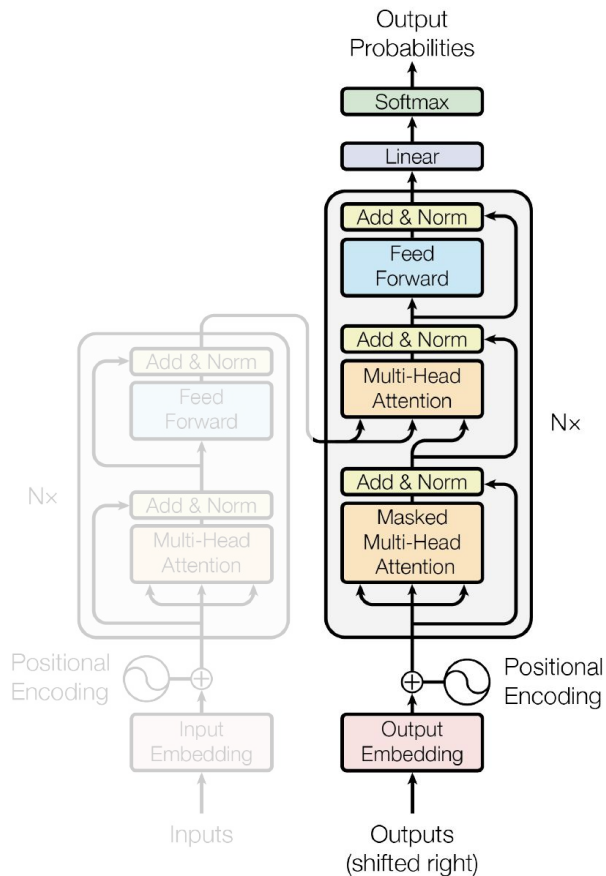 Output
Probabilities
Softmax
Linear
Add & Norm
Feed
Forward
Add & Norm
Multi-Head
Attention
Nx
Add & Norm
Masked
Multi-Head
Attention
Positional
Encoding
Output
Embedding
Outputs
(shifted right)
Add & Norm
Feed
Forward
Nx
Add & Norm
Multi-Head
Attention
Positional
Encoding
Input
Embedding
Inputs